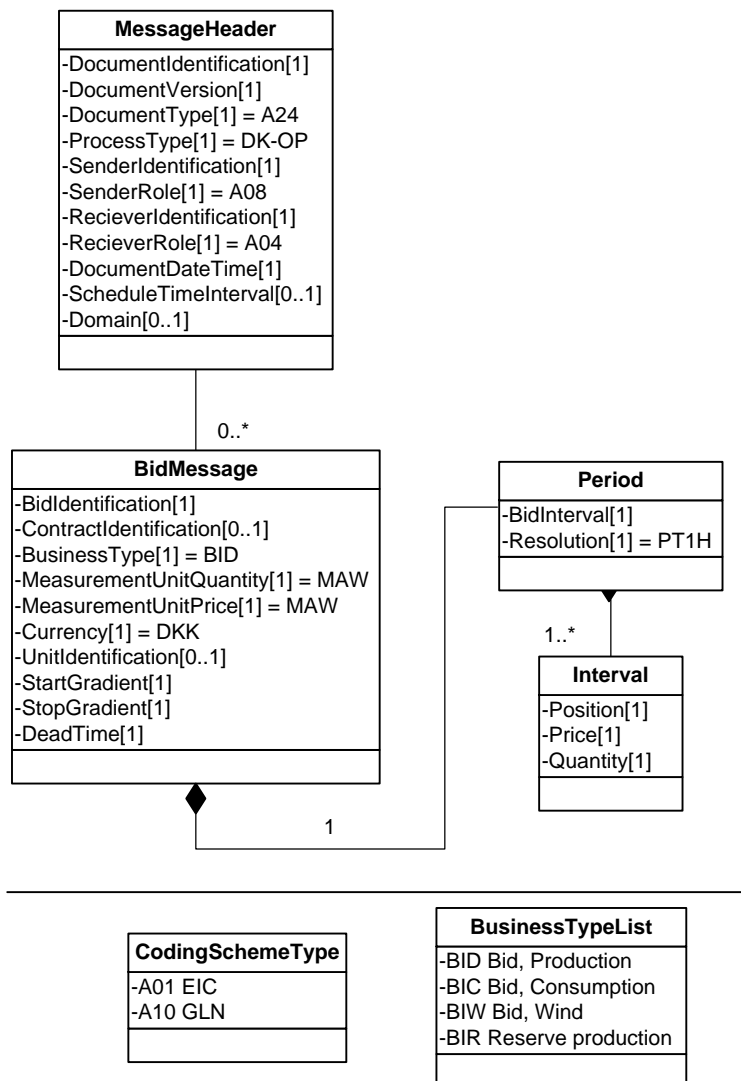 MessageHeader
-DocumentIdentification[1]
-DocumentVersion[1]
-DocumentType[1] = A24
-ProcessType[1] = DK-OP
-SenderIdentification[1]
-SenderRole[1] = A08
-RecieverIdentification[1]
-RecieverRole[1] = A04
-DocumentDateTime[1]
-ScheduleTimeInterval[0..1]
-Domain[0..1]
0..*
BidMessage
-BidIdentification[1]
-ContractIdentification[0..1]
-BusinessType[1] = BID
-MeasurementUnitQuantity[1] = MAW
-MeasurementUnitPrice[1] = MAW
-Currency[1] = DKK
-UnitIdentification[0..1]
-StartGradient[1]
-StopGradient[1]
-DeadTime[1]
1
Period
-BidInterval[1]
-Resolution[1] = PT1H
1..*
Interval
-Position[1]
-Price[1]
-Quantity[1]
CodingSchemeType
-A01 EIC
-A10 GLN
BusinessTypeList
-BID Bid, Production
-BIC Bid, Consumption
-BIW Bid, Wind
-BIR Reserve production